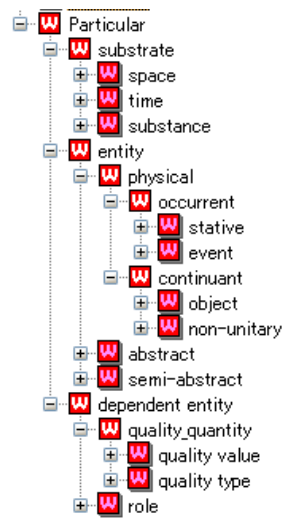 Particular
substrate
space
time
substance
entity
physical
occurrent
stative
event
continuant
object
non-unitary
abstract
semi-abstract
dependent entity
quality_quantity
quality value
quality type
role